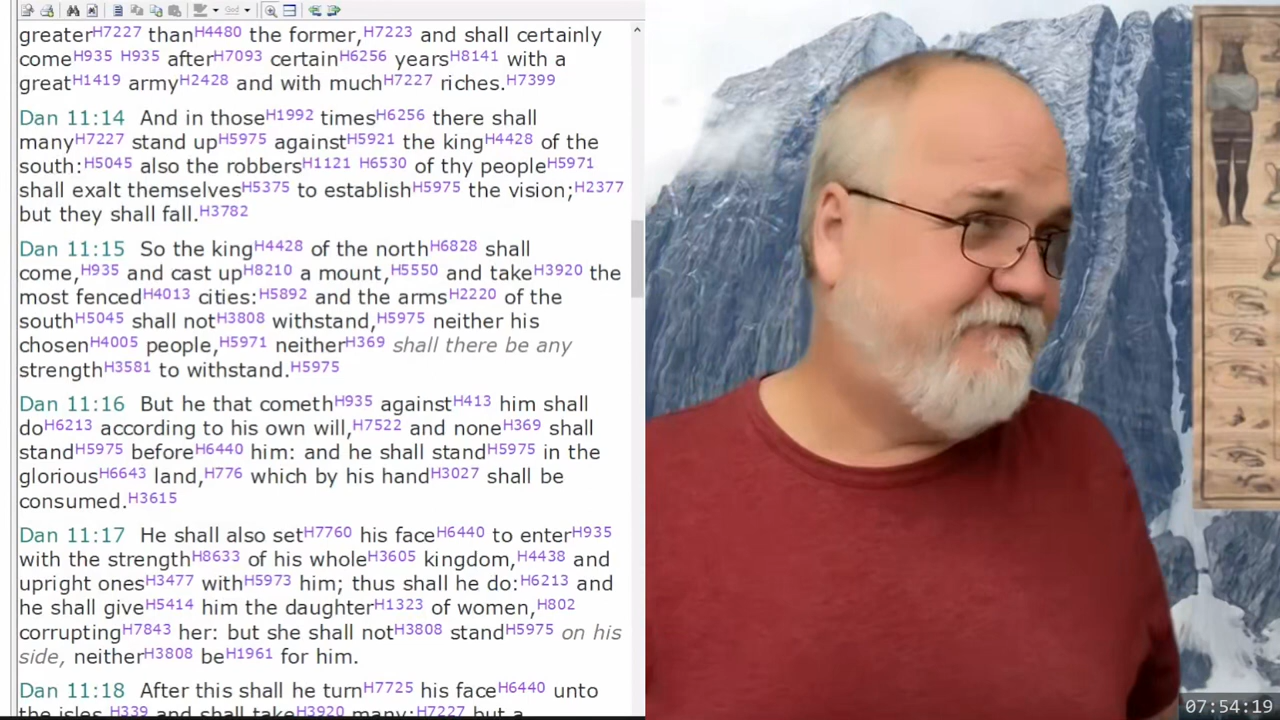 God
greaterH7227 thanH4480 the former,H7223 and shall certainly
comeH935 H935 afterH7093 certainH6256 yearsH8141 with a
greatH1419 armyH2428 and with muchH7227 riches.H7399
Dan 11:14 And in thoseH1992 timesH6256 there shall
manyH7227 stand upH5975 againstH5921 the kingH4428 of the
south:H5045 also the robbersH1121 H6530 of thy peopleH5971
shall exalt themselvesH5375 to establishH5975 the vision;H2377
but they shall fall.H3782
Dan 11:15 So the kingH4428 of the northH6828 shall
come,H935 and cast upH8210 a mount,H5550 and takeH3920 the
most fencedH4013 cities:H5892 and the armsH2220 of the
southH5045 shall notH3808 withstand,H5975 neither his
chosenH4005 people,H5971 neitherH369 shall there be any
strengthH3581 to withstand.H5975
Dan 11:16 But he that comethH935 againstH413 him shall
doH6213 according to his own will,H7522 and noneH369 shall
standH5975 beforeH6440 him: and he shall standH5975 in the
gloriousH6643 land,H776 which by his handH3027 shall be
consumed.H3615
Dan 11:17 He shall also setH7760 his faceH6440 to enterH935
with the strengthH8633 of his wholeH3605 kingdom,H4438 and
upright onesH3477 withH5973 him; thus shall he do:H6213 and
he shall giveH5414 him the daughterH1323 of women,H802
corruptingH7843 her: but she shall notH3808 standH5975 on his
side, neitherH3808 beH1961 for him.
Dan 11:18 After this shall he turnH7725 his faceH6440 unto
the isles,H339 and shall takeH3920 many:H7227 but a
07:54:19